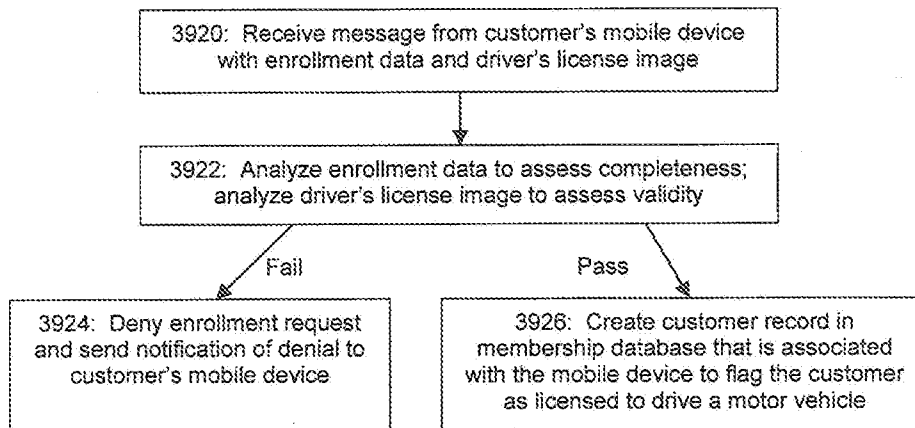 3920: Receive message from customer's mobile device
with enrollment data and driver's license image
3922: Analyze enrollment data to assess completeness;
analyze driver's license image to assess validity
Fail
Pass
3924: Deny enrollment request
and send notification of denial to
customer's mobile device
3926: Create customer record in
membership database that is associated
with the mobile device to flag the customer
as licensed to drive a motor vehicle